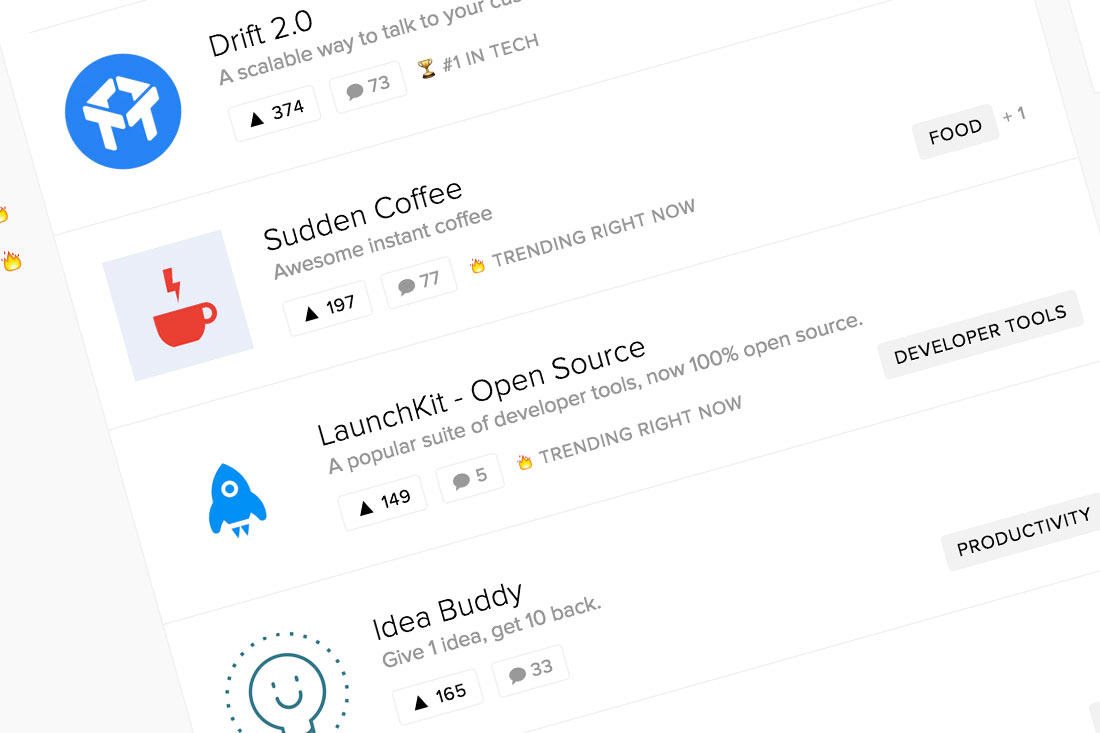 Drift 2.0
A scalable way to talk to your
374
73
#1 IN TECH
FOOD
+ 1
Sudden Coffee
Awesome instant coffee
197
77
TRENDING RIGHT NOW
DEVELOPER TOOLS
LaunchKit - Open Source
A popular suite of developer tools, now 100% open source.
149
5
TRENDING RIGHT NOW
PRODUCTIVITY
Idea Buddy
Give 1 idea, get 10 back.
165
33